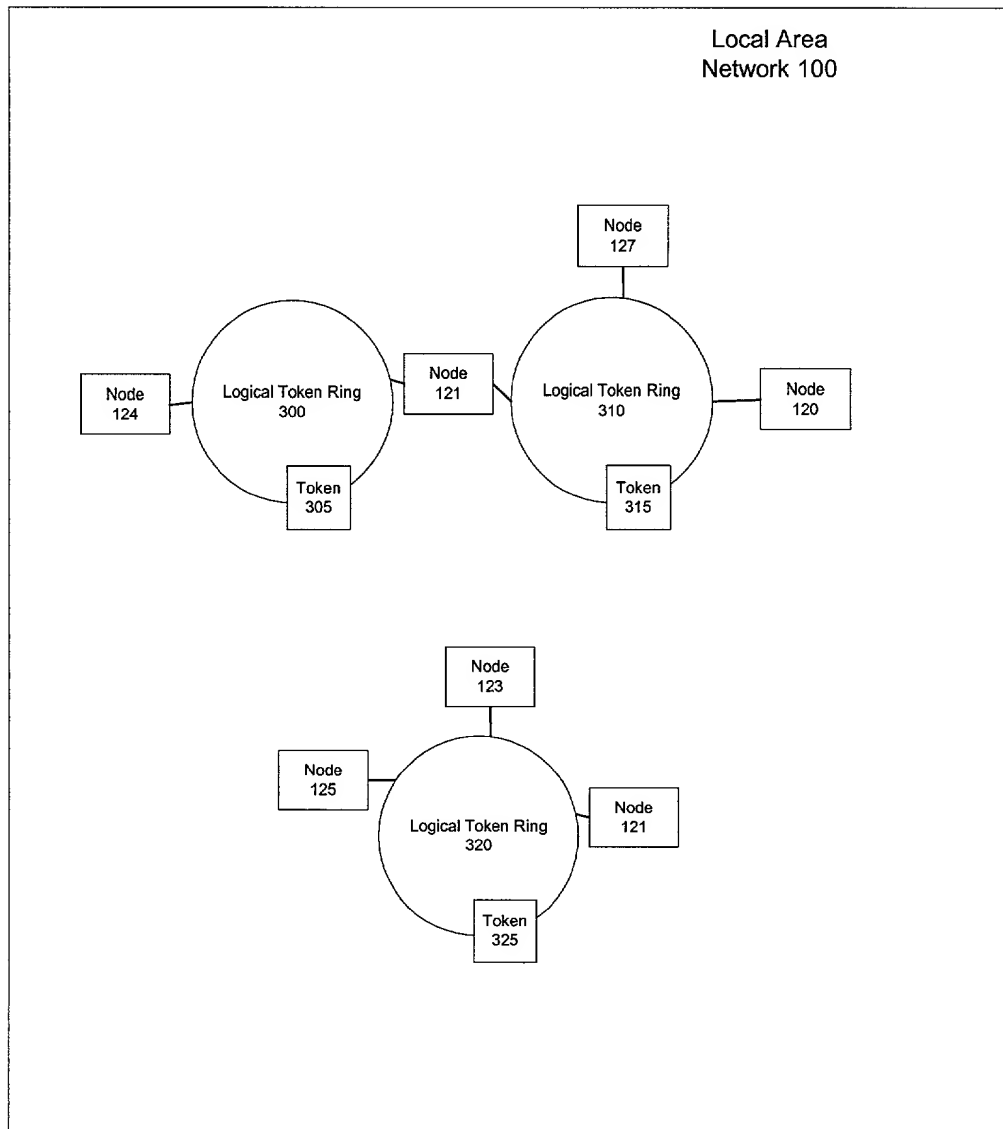 Local Area
Network 100
Node
127
Node
124
Logical Token Ring
300
Node
121
Logical Token Ring
310
Node
120
Token
305
Token
315
Node
123
Node
125
Logical Token Ring
320
Node
121
Token
325